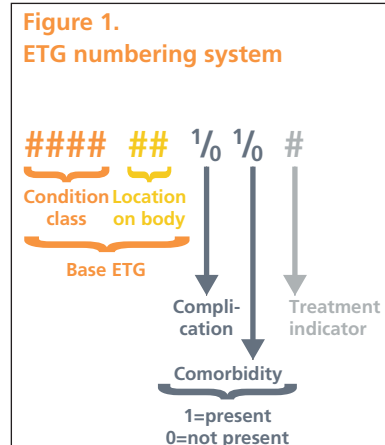 Figure 1.
ETG numbering system
#### ## 1/0 1/0 #
Condition Location
class on body
Base ETG
Compli- Treatment
cation indicator
Comorbidity
1=present
0=not present